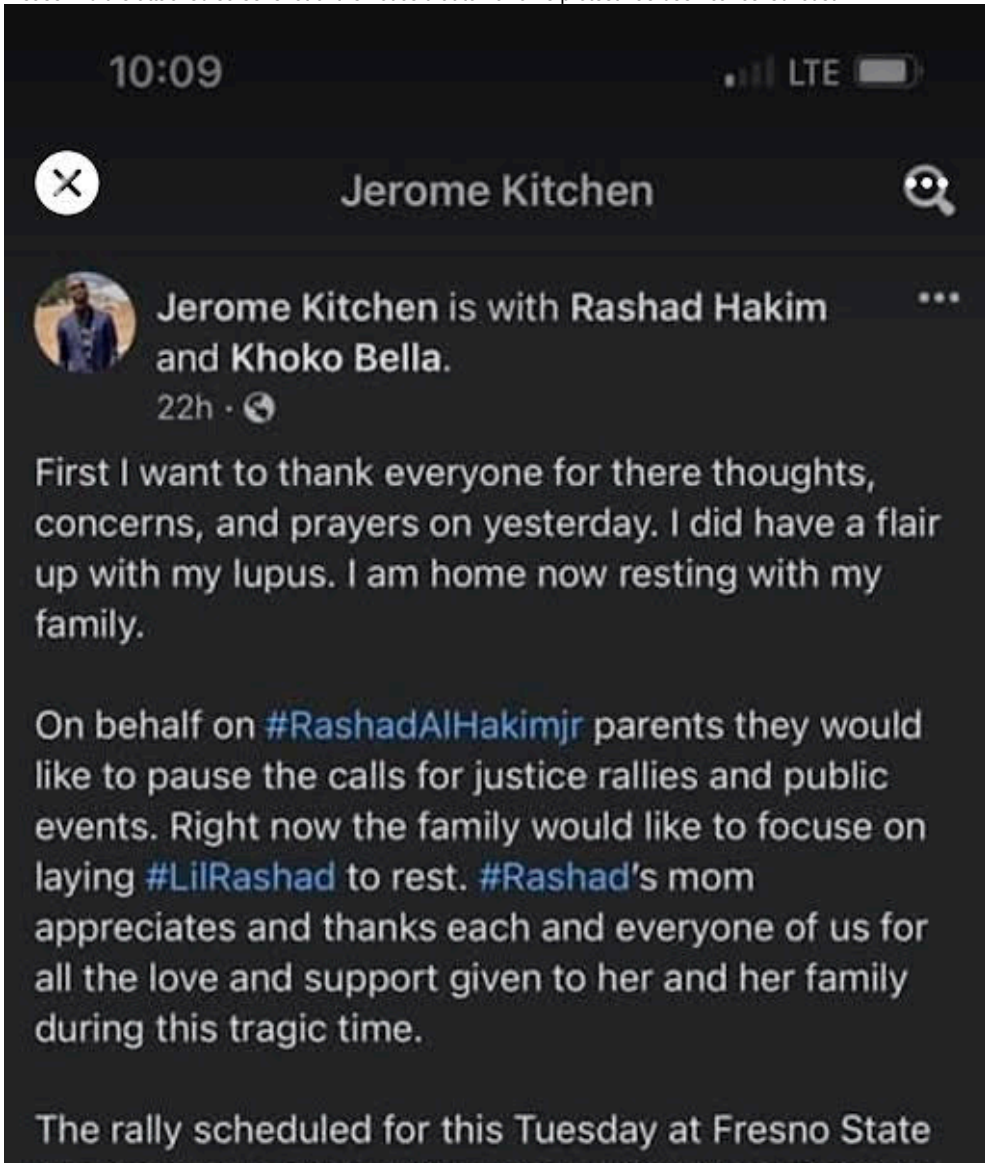 10:09 LTE
Jerome Kitchen
Jerome Kitchen is with Rashad Hakim
and Khoko Bella.
22h ·
First I want to thank everyone for there thoughts,
concerns, and prayers on yesterday. I did have a flair
up with my lupus. I am home now resting with my
family.
On behalf on #RashadAlHakimjr parents they would
like to pause the calls for justice rallies and public
events. Right now the family would like to focuse on
laying #LilRashad to rest. #Rashad's mom
appreciates and thanks each and everyone of us for
all the love and support given to her and her family
during this tragic time.
The rally scheduled for this Tuesday at Fresno State